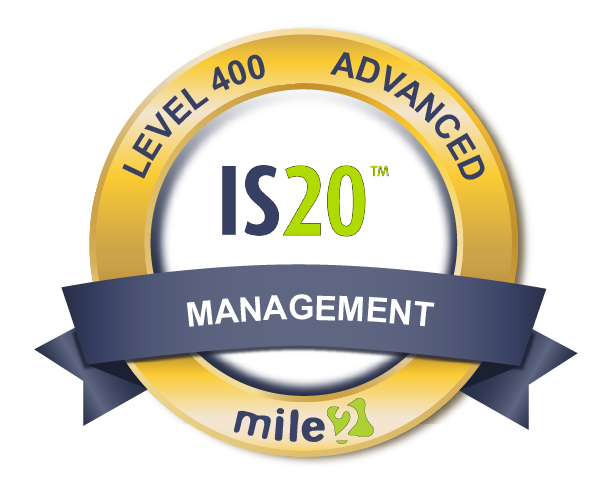 LEVEL 400 ADVANCED
IS20™
MANAGEMENT
mile2